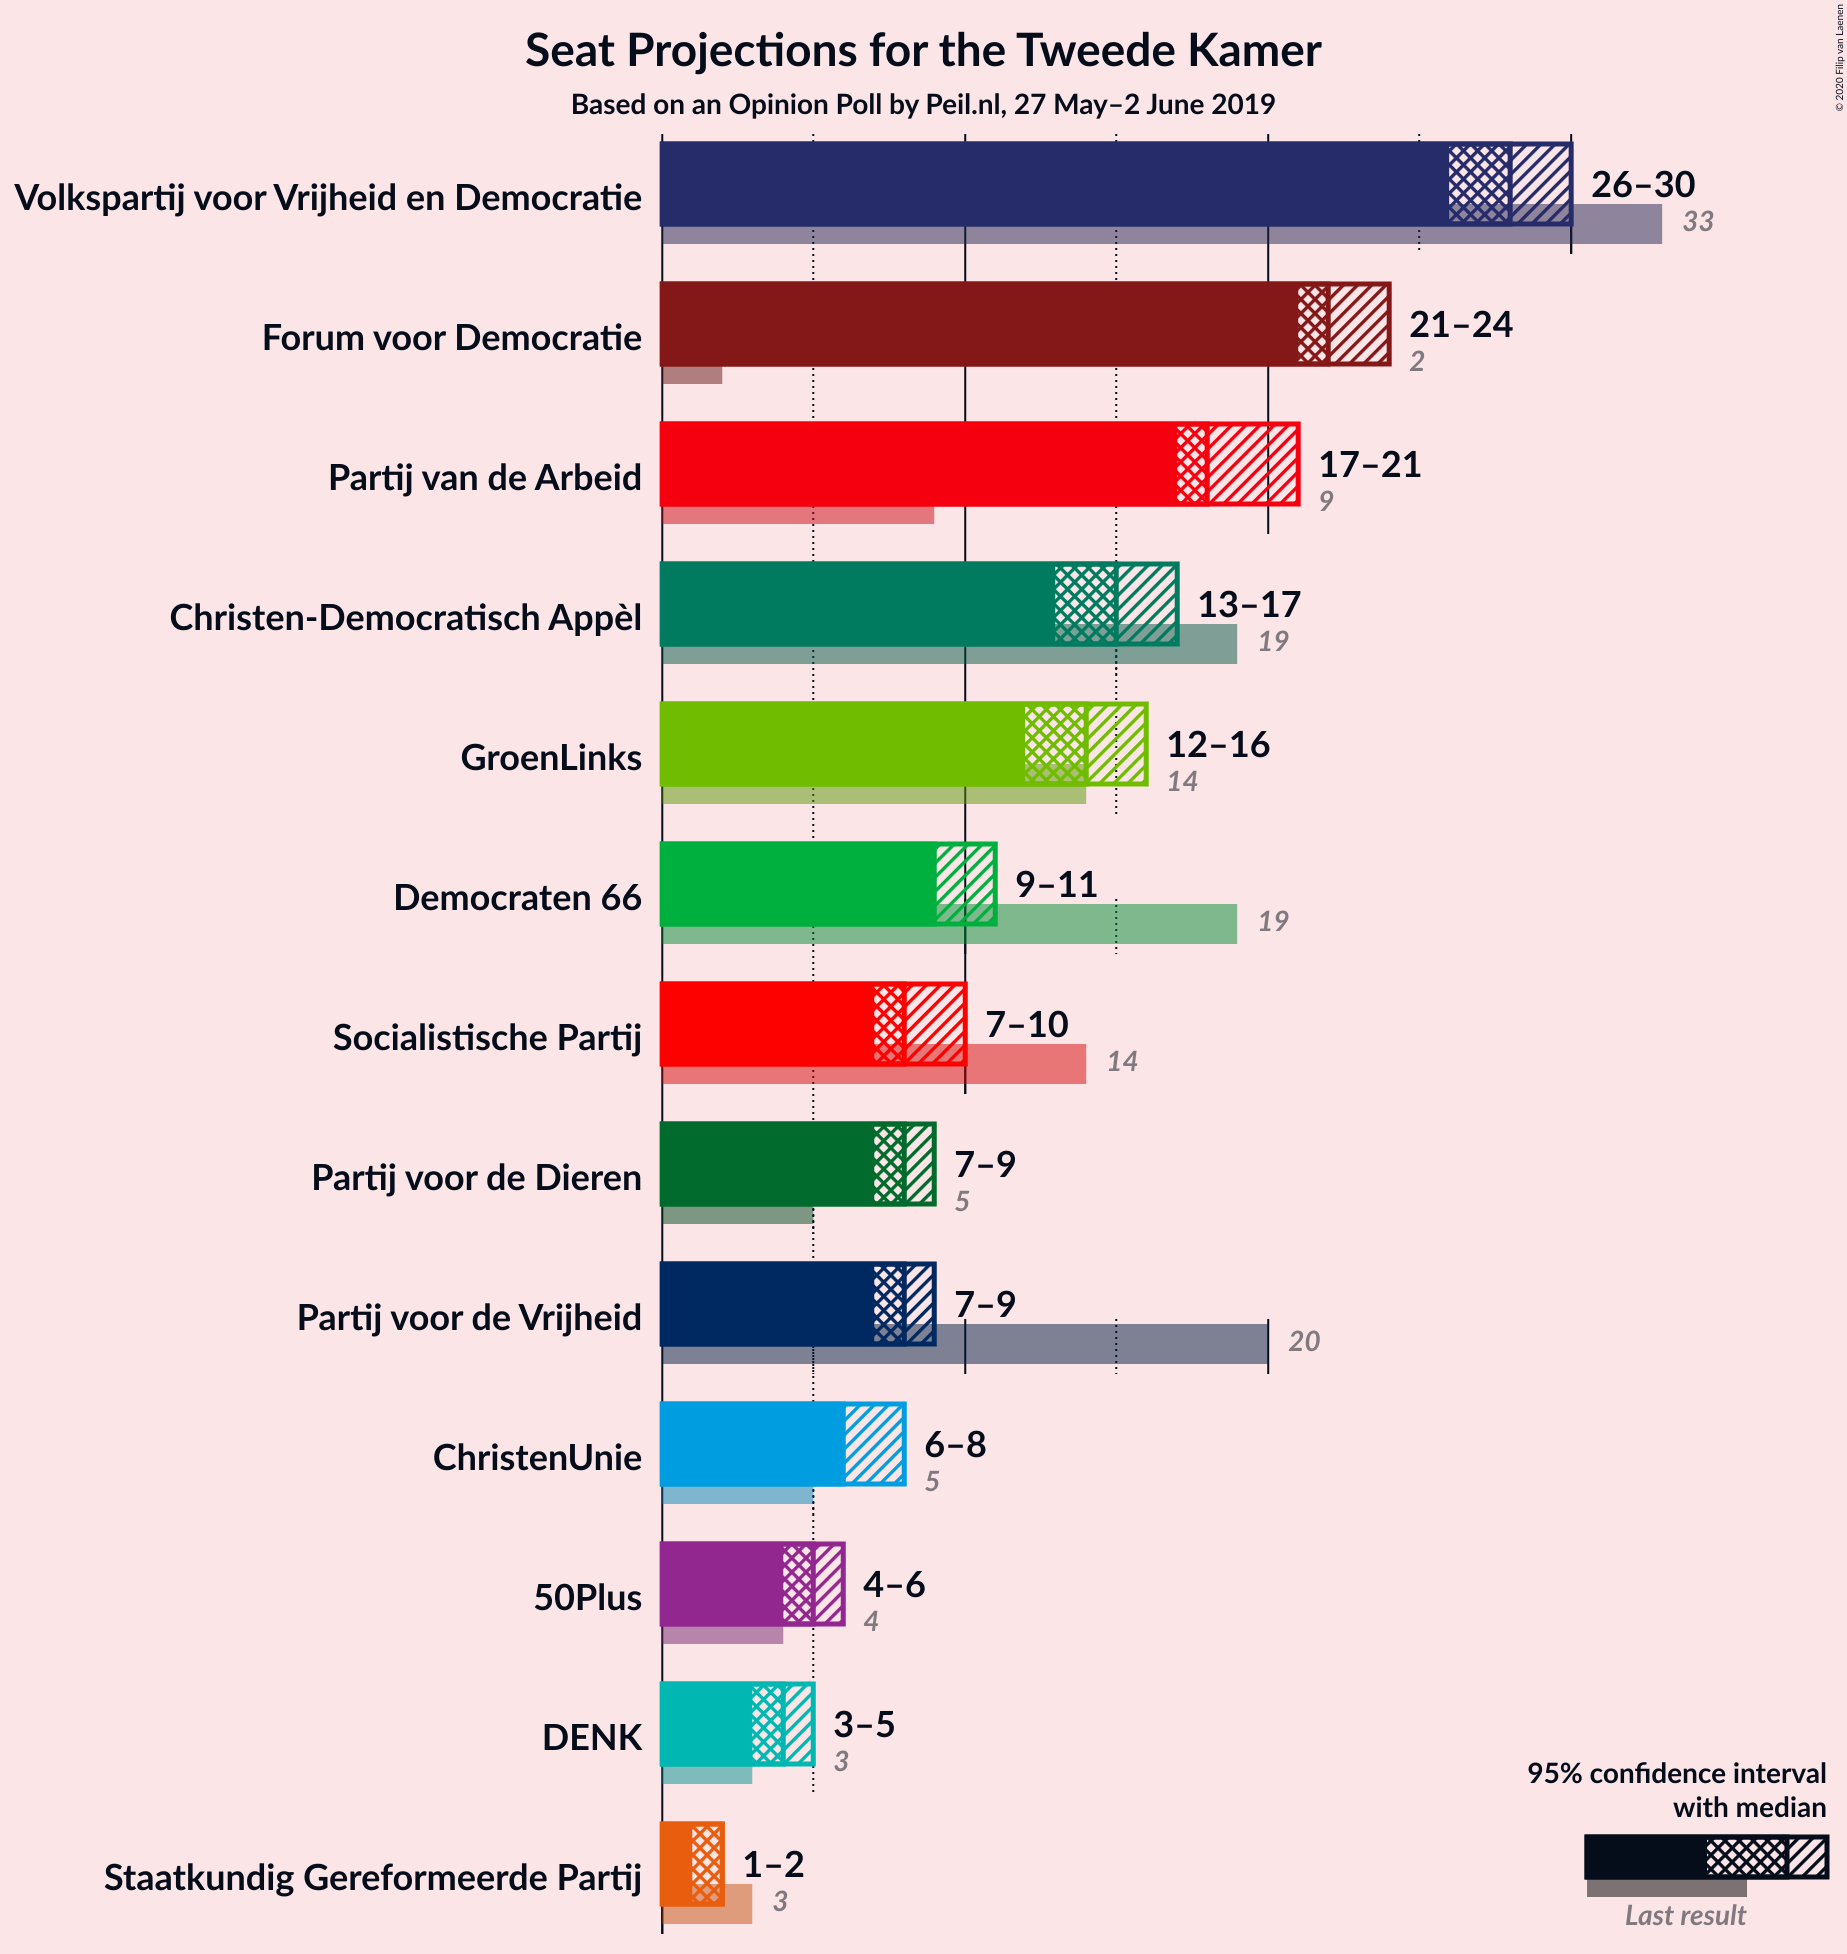 Seat Projections for the Tweede Kamer
Based on an Opinion Poll by Peil.nl, 27 May–2 June 2019
© 2020 Filip van Laenen
Volkspartij voor Vrijheid en Democratie
26–30
33
Forum voor Democratie
21–24
2
Partij van de Arbeid
17–21
9
Christen-Democratisch Appèl
13–17
19
GroenLinks
12–16
14
Democraten 66
9–11
19
Socialistische Partij
7–10
14
Partij voor de Dieren
7–9
5
Partij voor de Vrijheid
7–9
20
ChristenUnie
6–8
5
50Plus
4–6
4
DENK
3–5
3
Staatkundig Gereformeerde Partij
1–2
3
95% confidence interval
with median
Last result